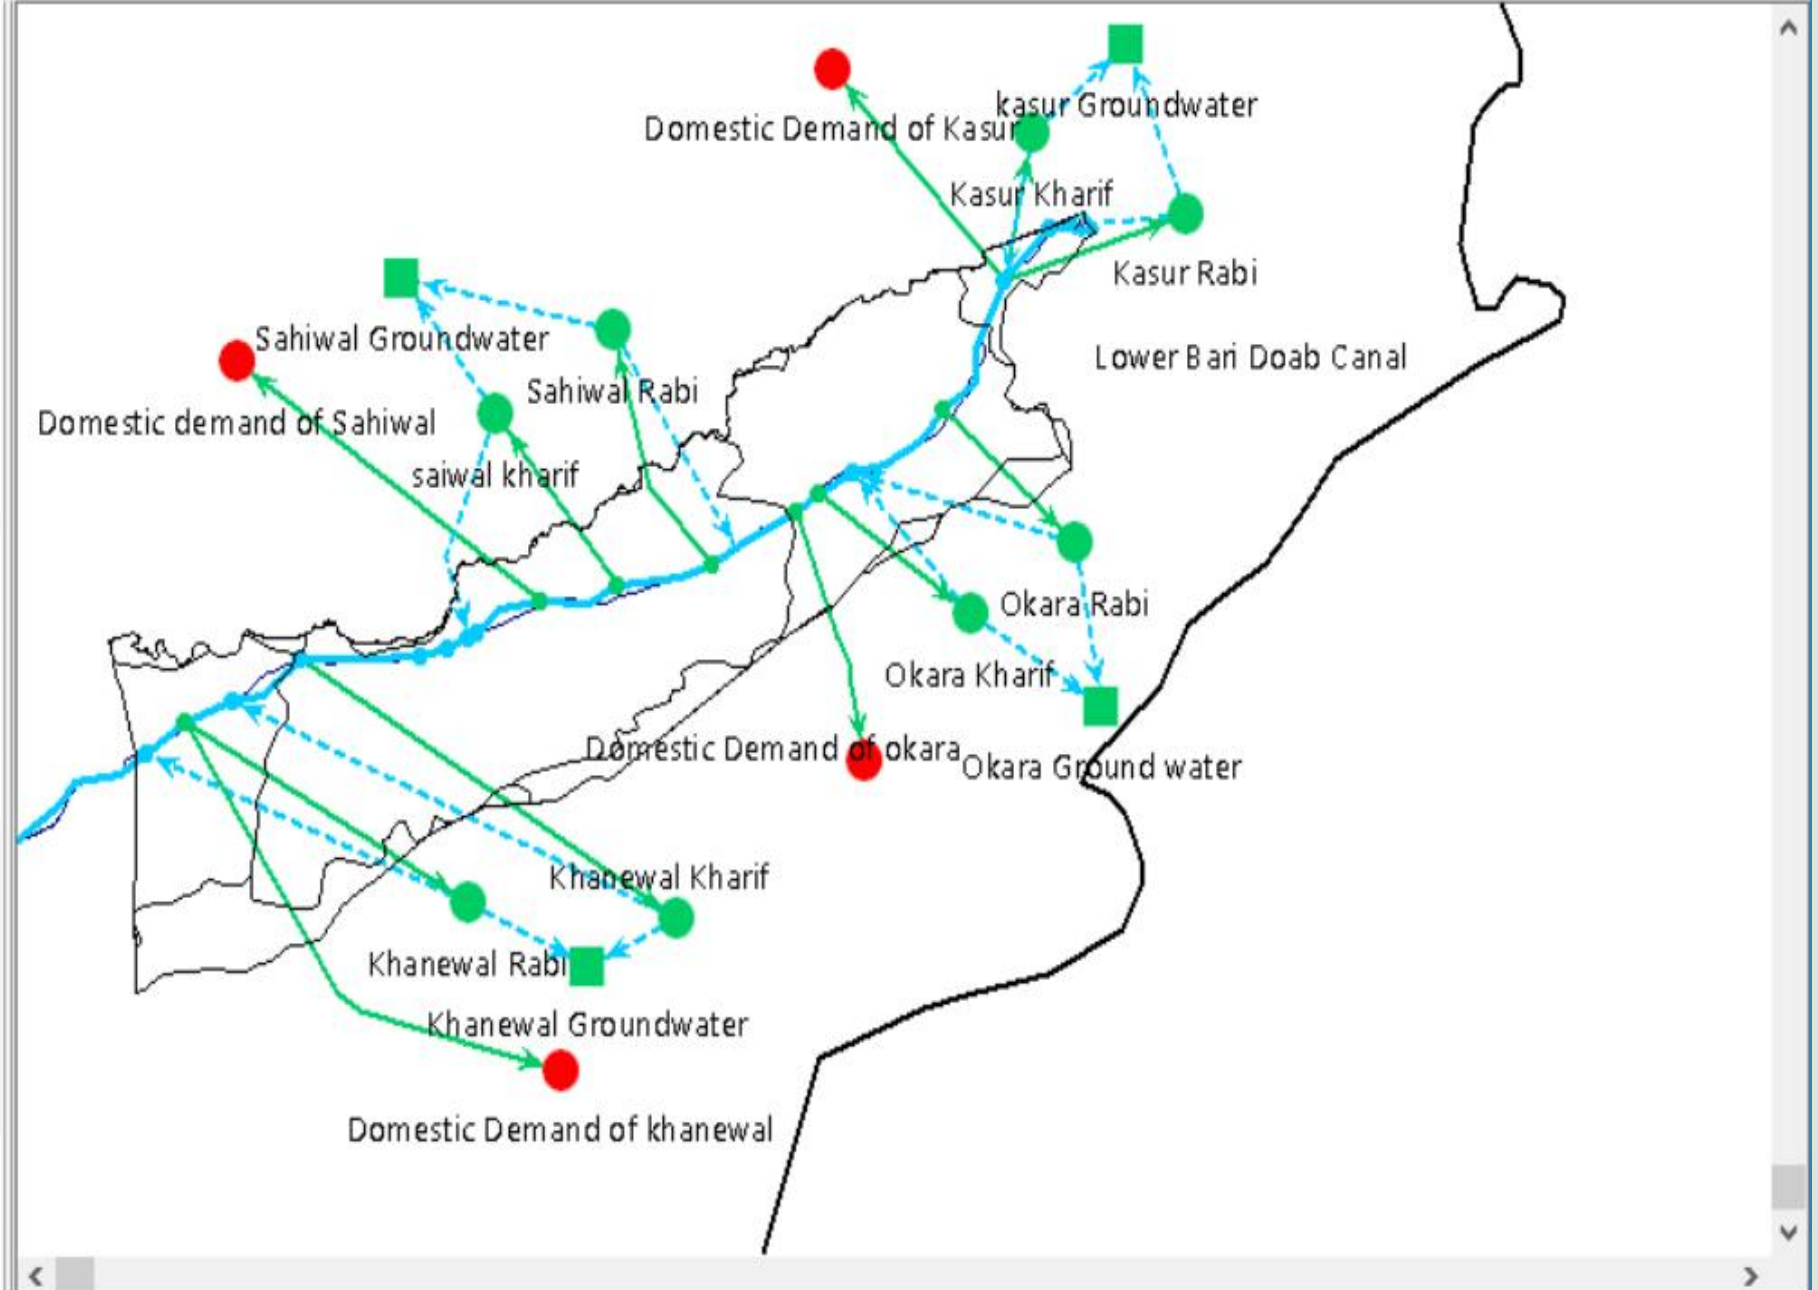 kasur Groundwater
Domestic Demand of Kasur
Kasur Kharif
Kasur Rabi
Sahiwal Groundwater
Lower Bari Doab Canal
Sahiwal Rabi
Domestic demand of Sahiwal
saiwal kharif
Okara Rabi
Okara Kharif
Domestic Demand of okara
Okara Ground water
Khanewal Kharif
Khanewal Rabi
Khanewal Groundwater
Domestic Demand of khanewal